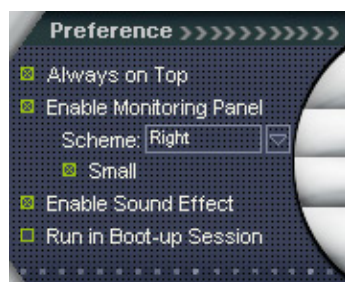 Preference >>>>>>>>>>>
Always on Top
Enable Monitoring Panel
Scheme: Right
Small
Enable Sound Effect
Run in Boot-up Session